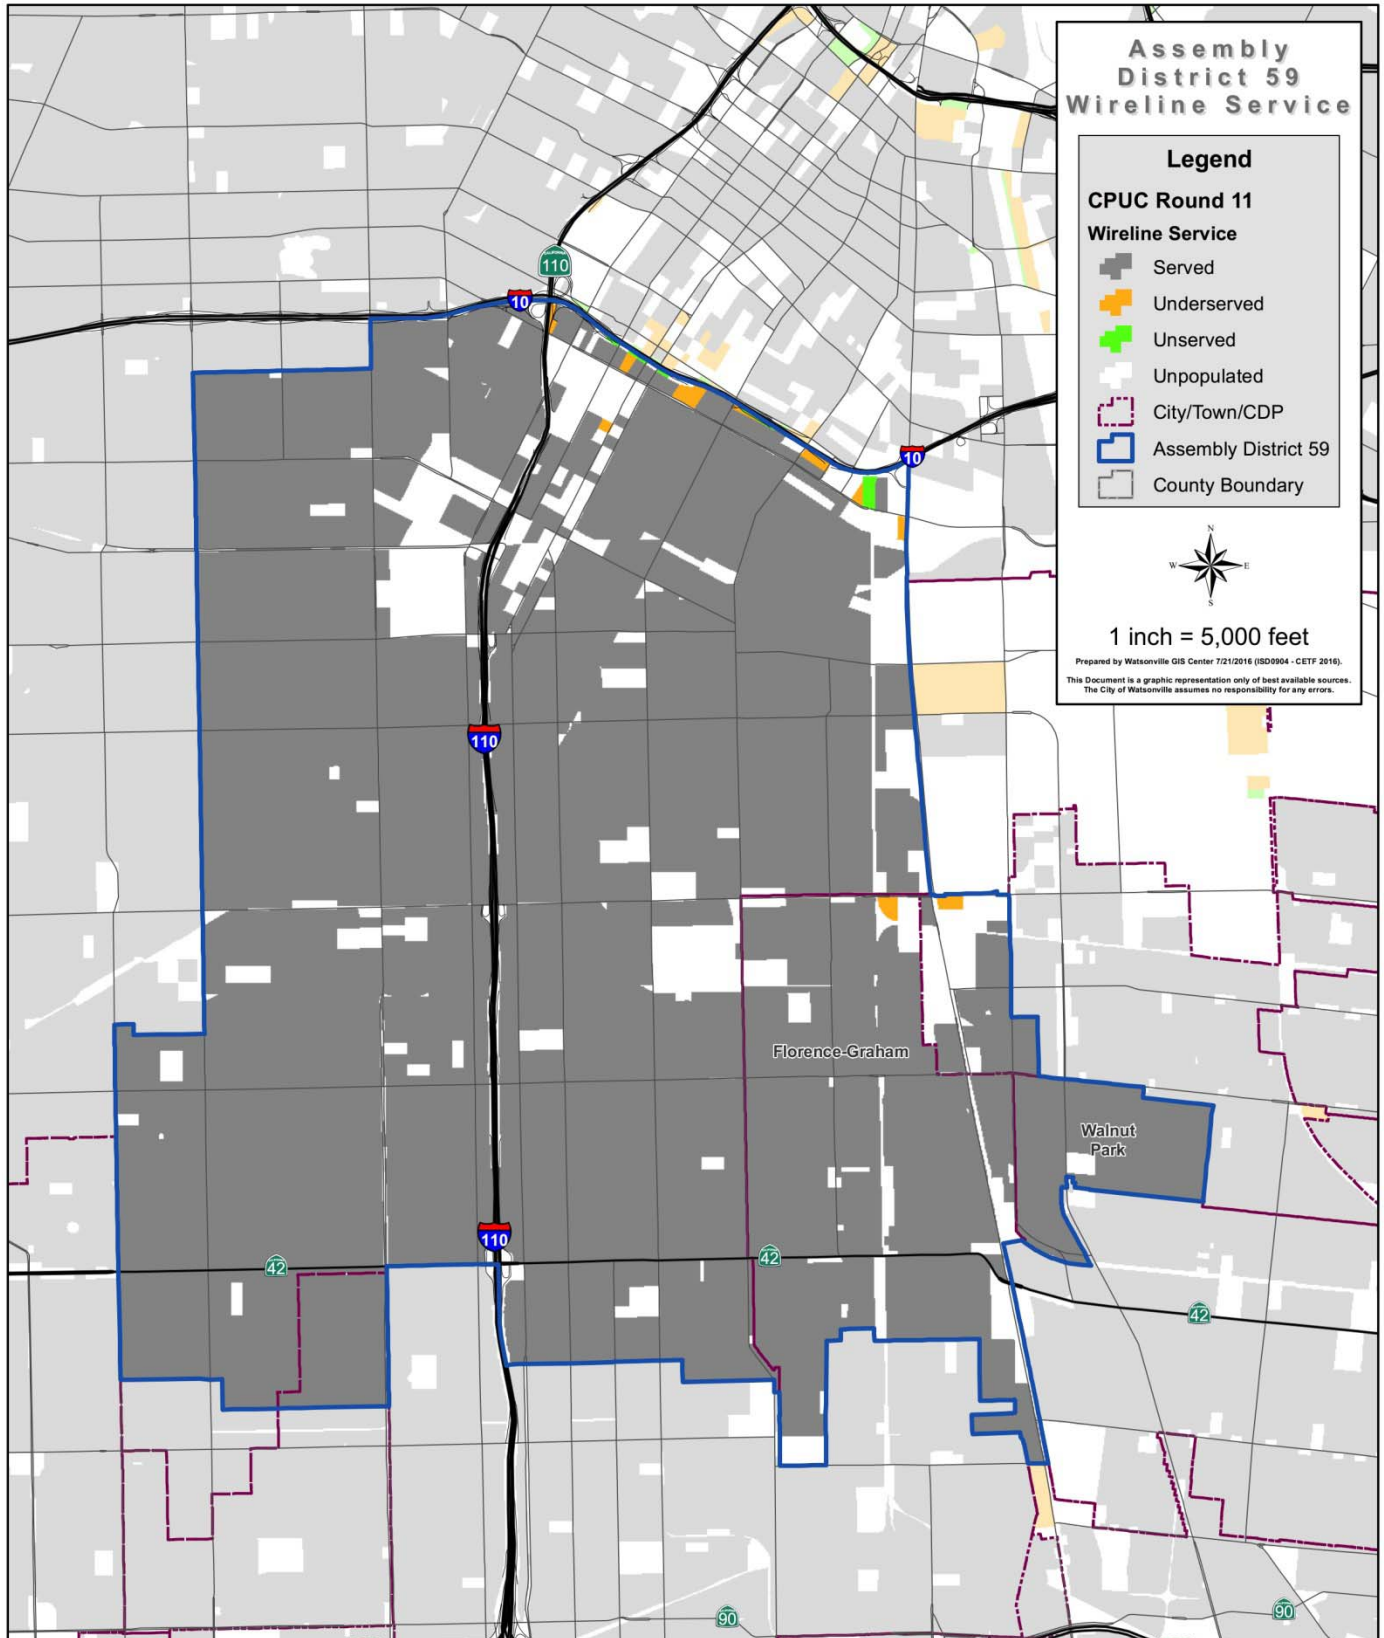 Assembly
District 59
Wireline Service
Legend
CPUC Round 11
Wireline Service
Served
Underserved
Unserved
Unpopulated
City/Town/CDP
Assembly District 59
County Boundary
N
W E
S
1 inch = 5,000 feet
Prepared by Watsonville GIS Center 7/21/2016 (ISD0904 - CETF 2016).
This Document is a graphic representation only of best available sources.
The City of Watsonville assumes no responsibility for any errors.
110
10
10
110
Florence-Graham
Walnut
Park
110
42
42
42
90
90